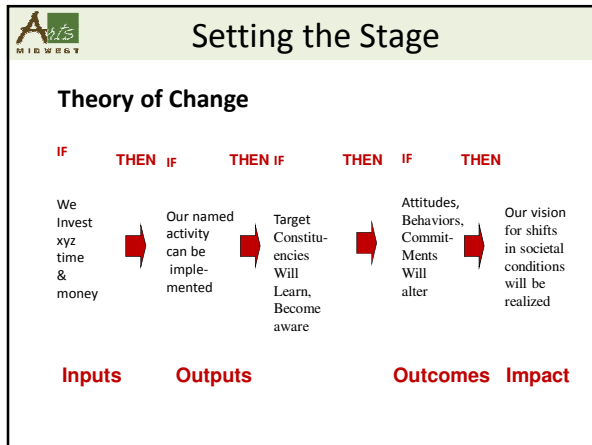 Arts
MIDWEST
Setting the Stage
Theory of Change
IF THEN IF THEN IF THEN IF THEN
We
Invest
xyz
time
&
money
Our named
activity
can be
imple-
mented
Target
Constitu-
encies
Will
Learn,
Become
aware
Attitudes,
Behaviors,
Commit-
Ments
Will
alter
Our vision
for shifts
in societal
conditions
will be
realized
Inputs Outputs Outcomes Impact